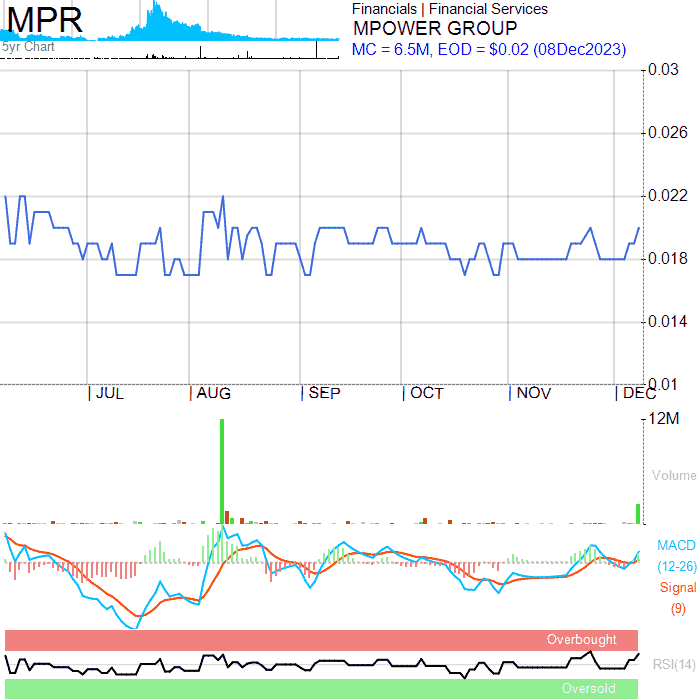 MPR
5yr Chart
Financials | Financial Services
MPOWER GROUP
MC = 6.5M, EOD = $0.02 (08Dec2023)
0.03
0.026
0.022
0.018
0.014
0.01
JUL AUG SEP OCT NOV DEC
12M
Volume
MACD
(12-26)
Signal
(9)
Overbought
RSI(14)
Oversold